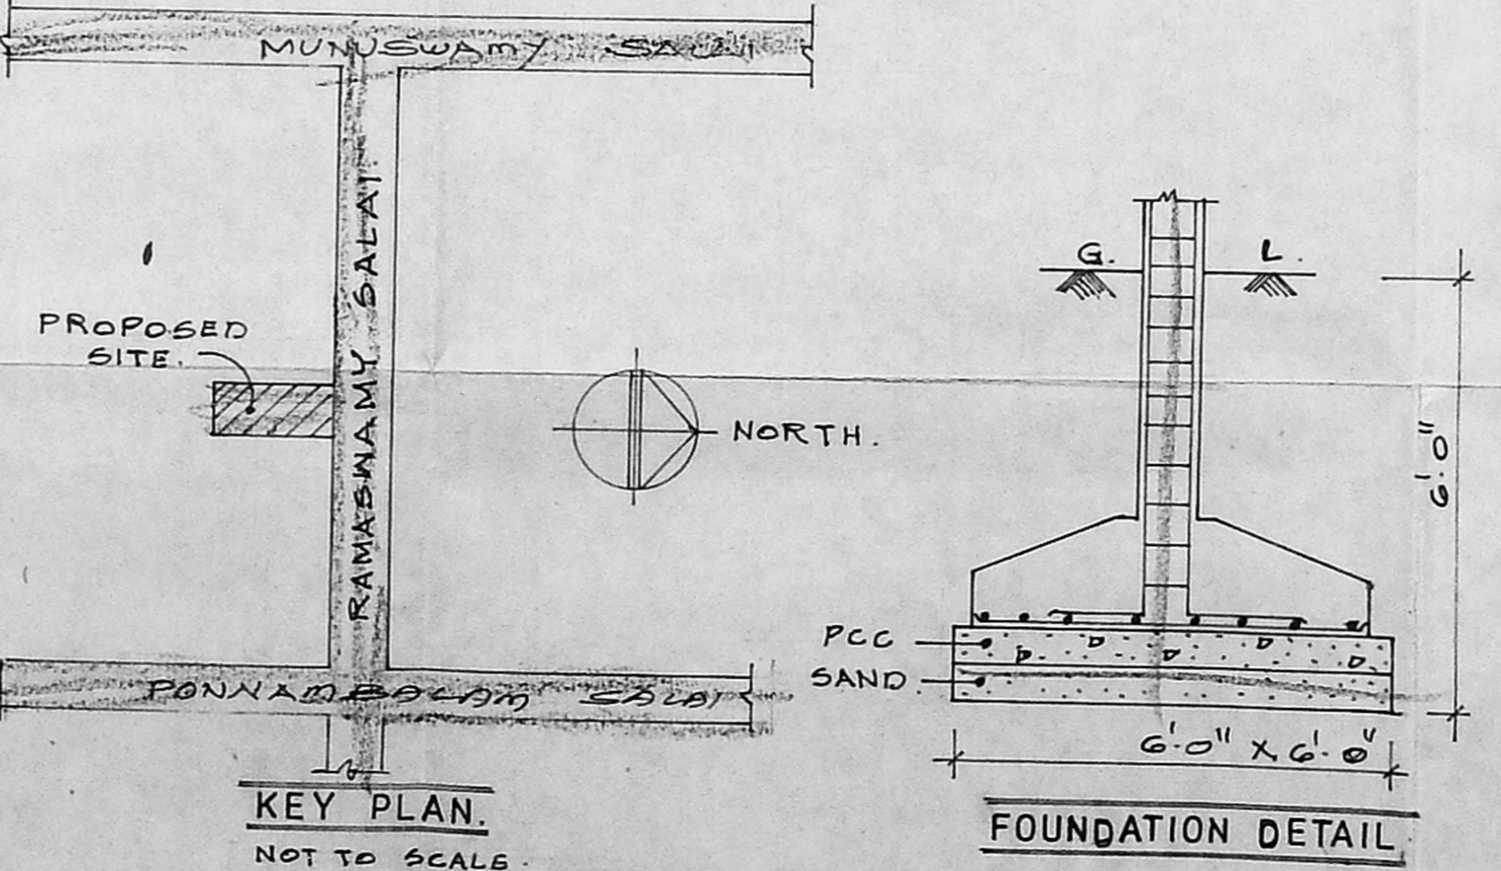 MUNUSWAMY SALAI
RAMASWAMY SALAI.
PROPOSED
SITE.
NORTH.
PONNAMBALAM SALAI
KEY PLAN.
NOT TO SCALE.
G. L.
6'.0"
PCC
SAND.
6'.0" X 6'.0"
FOUNDATION DETAIL